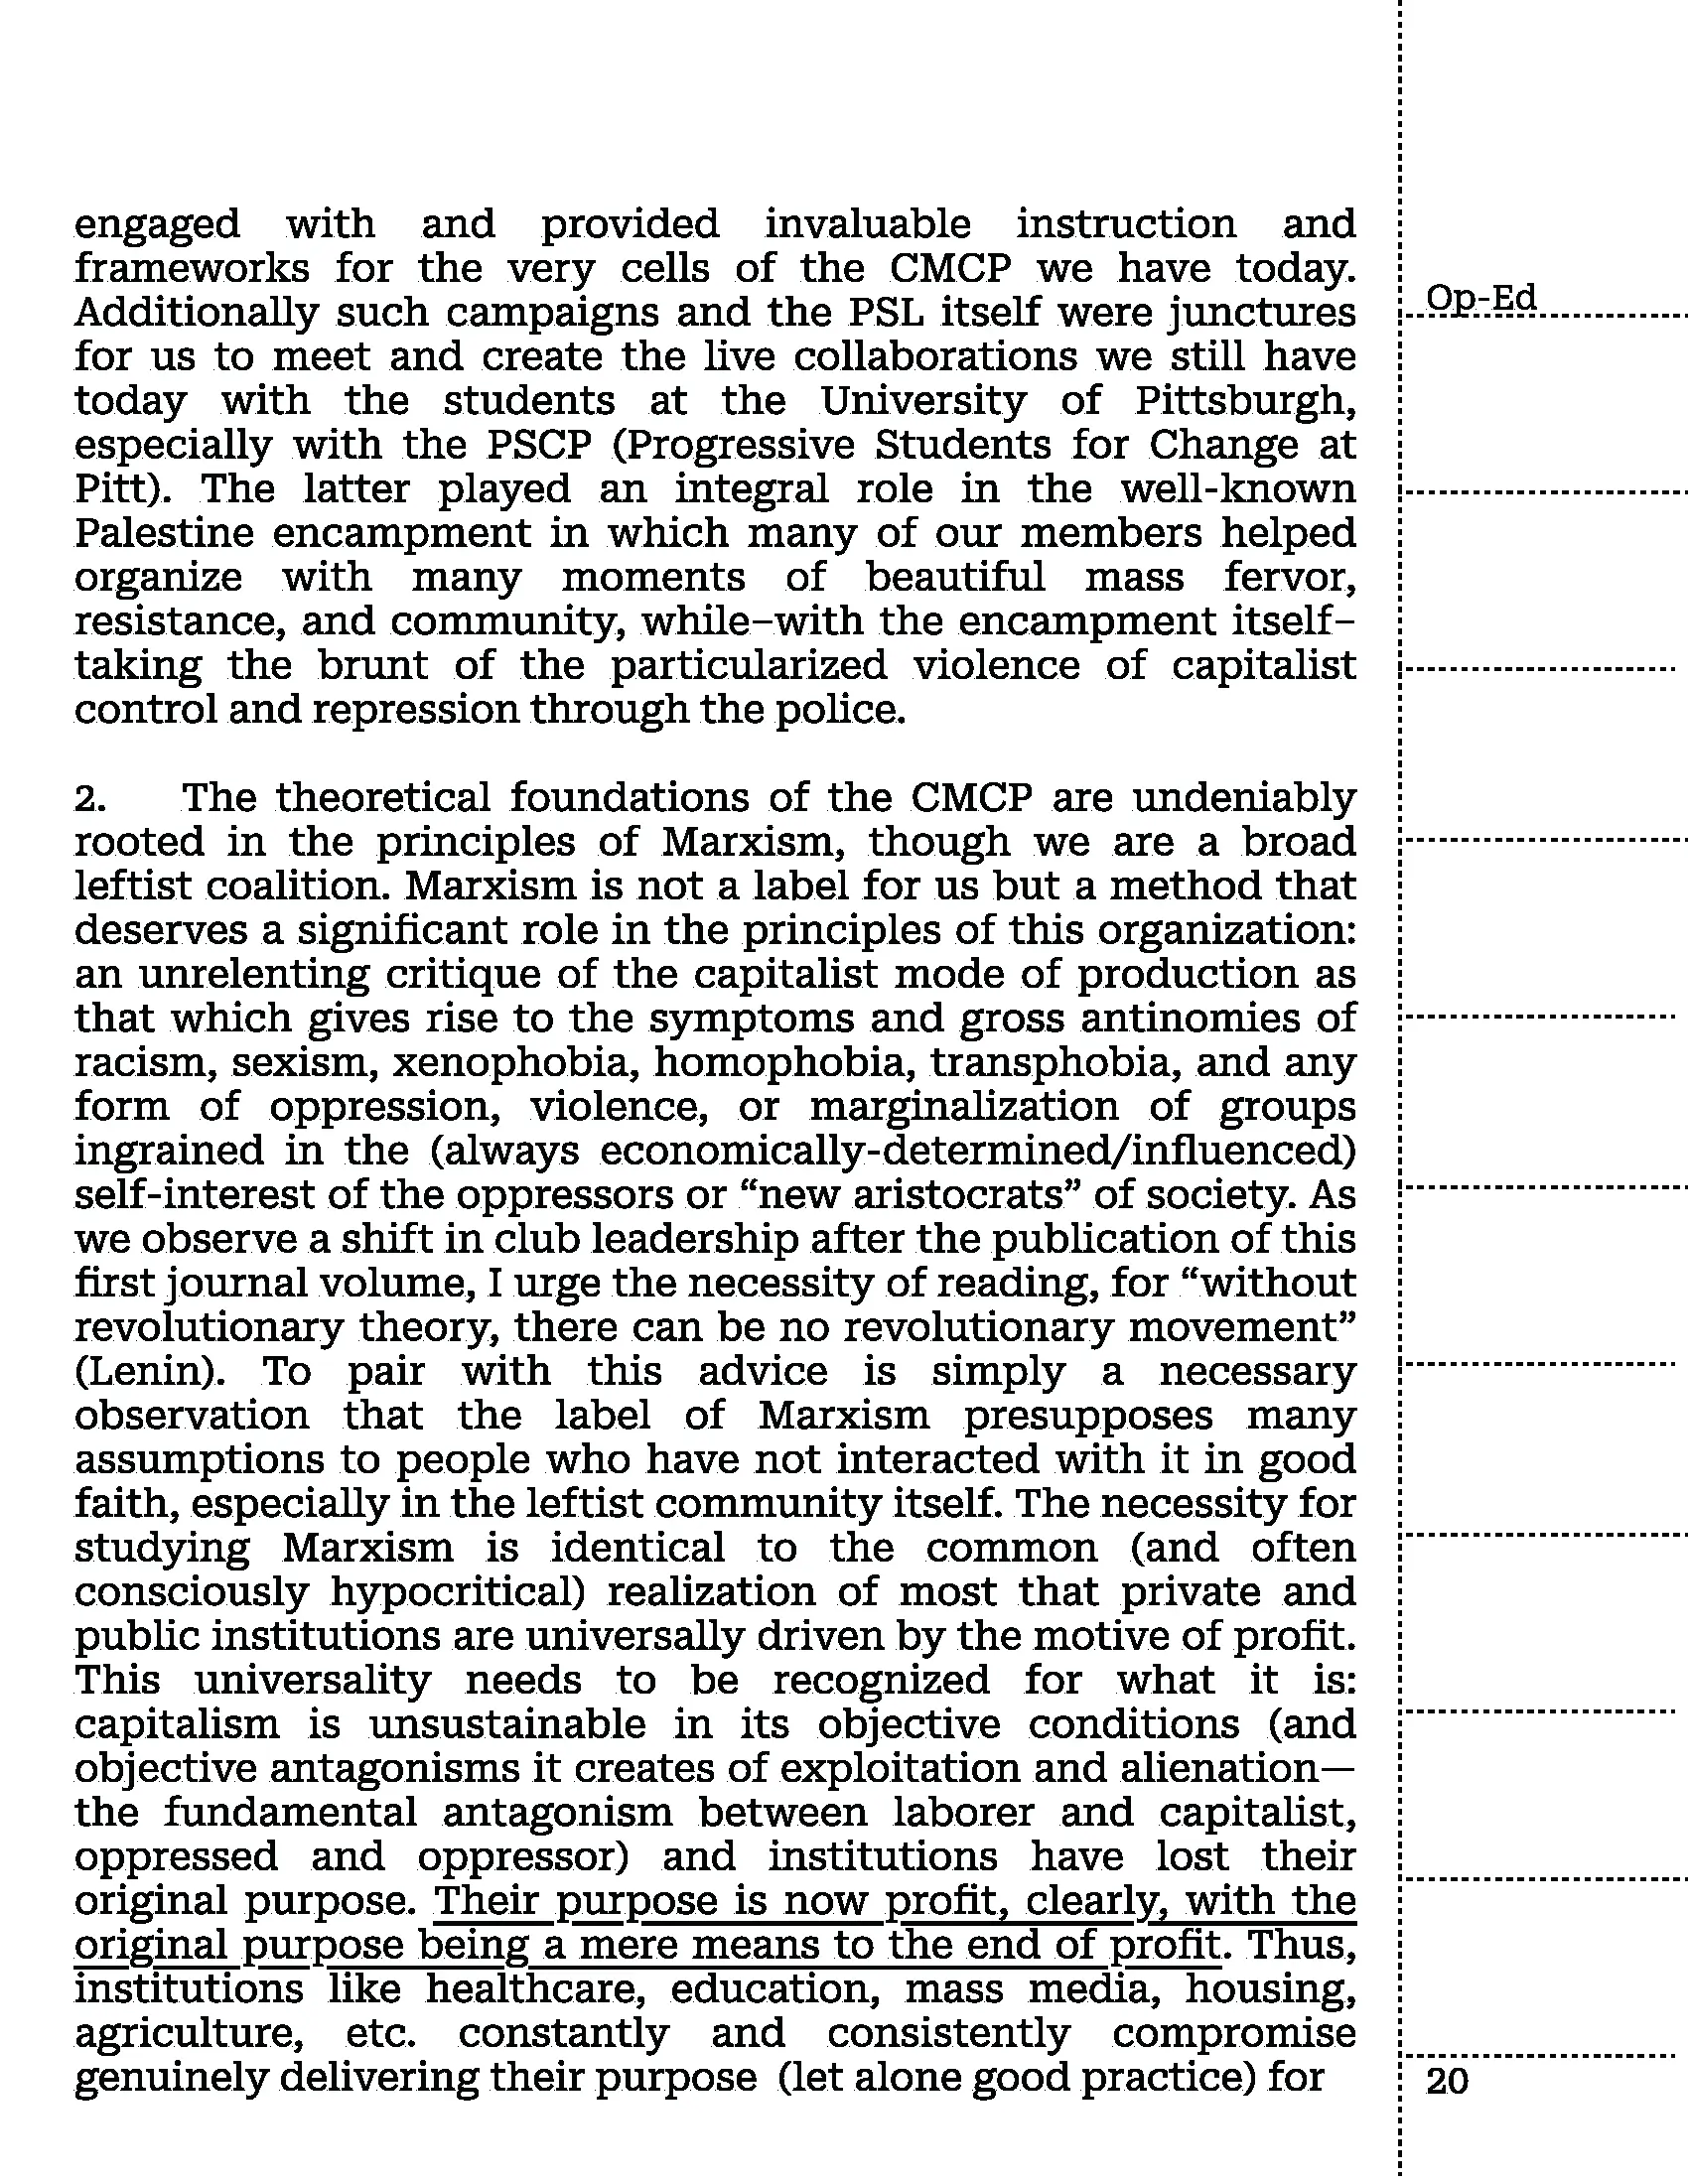 engaged with and provided invaluable instruction and
frameworks for the very cells of the CMCP we have today.
Additionally such campaigns and the PSL itself were junctures
for us to meet and create the live collaborations we still have
today with the students at the University of Pittsburgh,
especially with the PSCP (Progressive Students for Change at
Pitt). The latter played an integral role in the well-known
Palestine encampment in which many of our members helped
organize with many moments of beautiful mass fervor,
resistance, and community, while–with the encampment itself–
taking the brunt of the particularized violence of capitalist
control and repression through the police.
2. The theoretical foundations of the CMCP are undeniably
rooted in the principles of Marxism, though we are a broad
leftist coalition. Marxism is not a label for us but a method that
deserves a significant role in the principles of this organization:
an unrelenting critique of the capitalist mode of production as
that which gives rise to the symptoms and gross antinomies of
racism, sexism, xenophobia, homophobia, transphobia, and any
form of oppression, violence, or marginalization of groups
ingrained in the (always economically-determined/influenced)
self-interest of the oppressors or “new aristocrats” of society. As
we observe a shift in club leadership after the publication of this
first journal volume, I urge the necessity of reading, for “without
revolutionary theory, there can be no revolutionary movement”
(Lenin). To pair with this advice is simply a necessary
observation that the label of Marxism presupposes many
assumptions to people who have not interacted with it in good
faith, especially in the leftist community itself. The necessity for
studying Marxism is identical to the common (and often
consciously hypocritical) realization of most that private and
public institutions are universally driven by the motive of profit.
This universality needs to be recognized for what it is:
capitalism is unsustainable in its objective conditions (and
objective antagonisms it creates of exploitation and alienation—
the fundamental antagonism between laborer and capitalist,
oppressed and oppressor) and institutions have lost their
original purpose. Their purpose is now profit, clearly, with the
original purpose being a mere means to the end of profit. Thus,
institutions like healthcare, education, mass media, housing,
agriculture, etc. constantly and consistently compromise
genuinely delivering their purpose (let alone good practice) for
Op-Ed
20